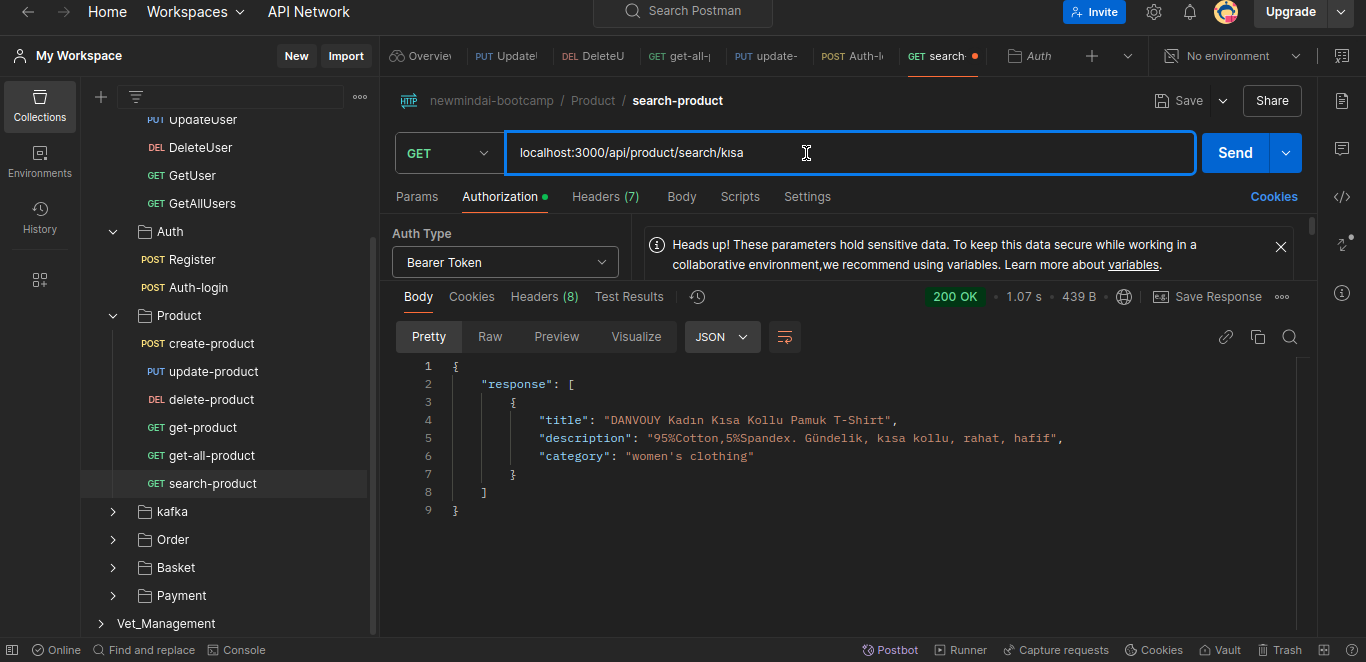 Home Workspaces API Network Search Postman Invite Upgrade
My Workspace New Import Overview PUT Update DEL DeleteU GET get-all-p PUT update- POST Auth-l GET search- Auth No environment
Collections
Environments
History
PUT UpdateUser
DEL DeleteUser
GET GetUser
GET GetAllUsers
Auth
POST Register
POST Auth-login
Product
POST create-product
PUT update-product
DEL delete-product
GET get-product
GET get-all-product
GET search-product
kafka
Order
Basket
Payment
Vet_Management
HTTP newmindai-bootcamp / Product / search-product Save Share
GET localhost:3000/api/product/search/kısa Send
Params Authorization Headers (7) Body Scripts Settings Cookies
Auth Type
Bearer Token
Heads up! These parameters hold sensitive data. To keep this data secure while working in a
collaborative environment,we recommend using variables. Learn more about variables.
Body Cookies Headers (8) Test Results 200 OK 1.07 s 439 B e.g. Save Response
Pretty Raw Preview Visualize JSON
1 {
2 "response": [
3 {
4 "title": "DANVOUY Kadın Kısa Kollu Pamuk T-Shirt",
5 "description": "95%Cotton,5%Spandex. Gündelik, kısa kollu, rahat, hafif",
6 "category": "women's clothing"
7 }
8 ]
9 }
Online Find and replace Console Postbot Runner Capture requests Cookies Vault Trash